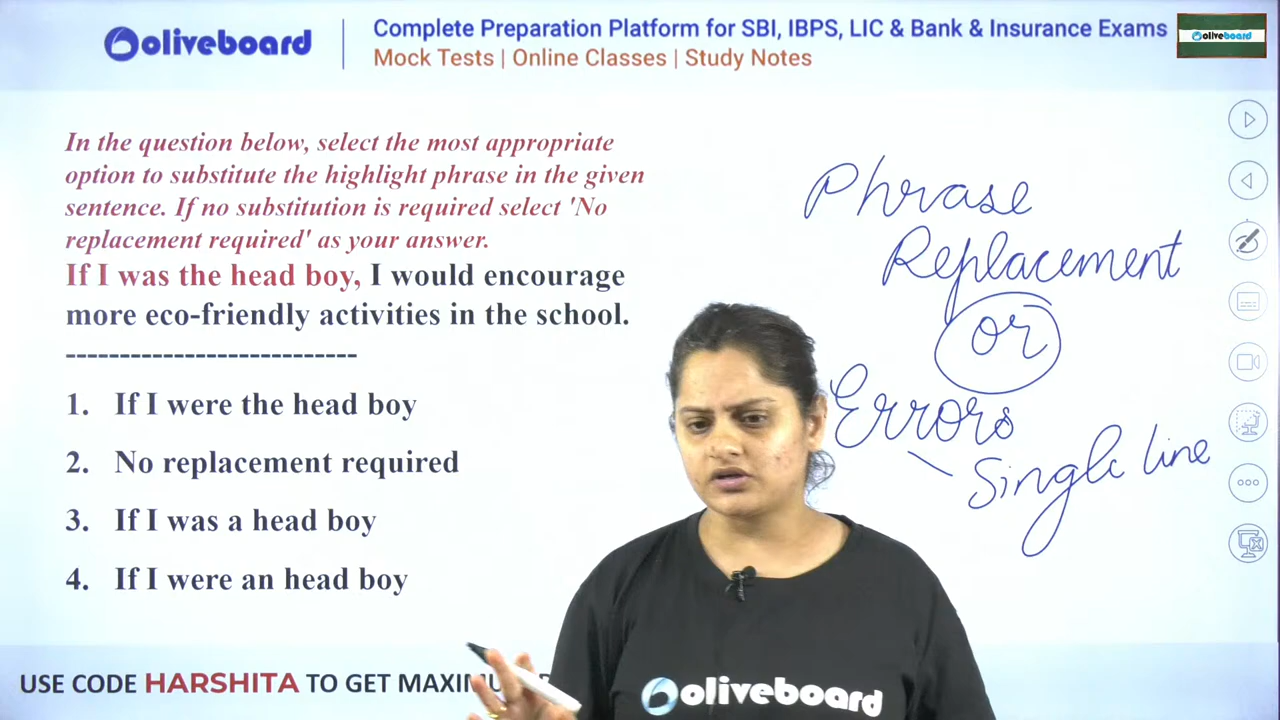 oliveboard
Complete Preparation Platform for SBI, IBPS, LIC & Bank & Insurance Exams
Mock Tests | Online Classes | Study Notes
oliveboard
In the question below, select the most appropriate
option to substitute the highlight phrase in the given
sentence. If no substitution is required select 'No
replacement required' as your answer.
If I was the head boy, I would encourage
more eco-friendly activities in the school.
--------------------------
1. If I were the head boy
2. No replacement required
3. If I was a head boy
4. If I were an head boy
Phrase
Replacement
or
Errors
Single line
USE CODE HARSHITA TO GET
oliveboard